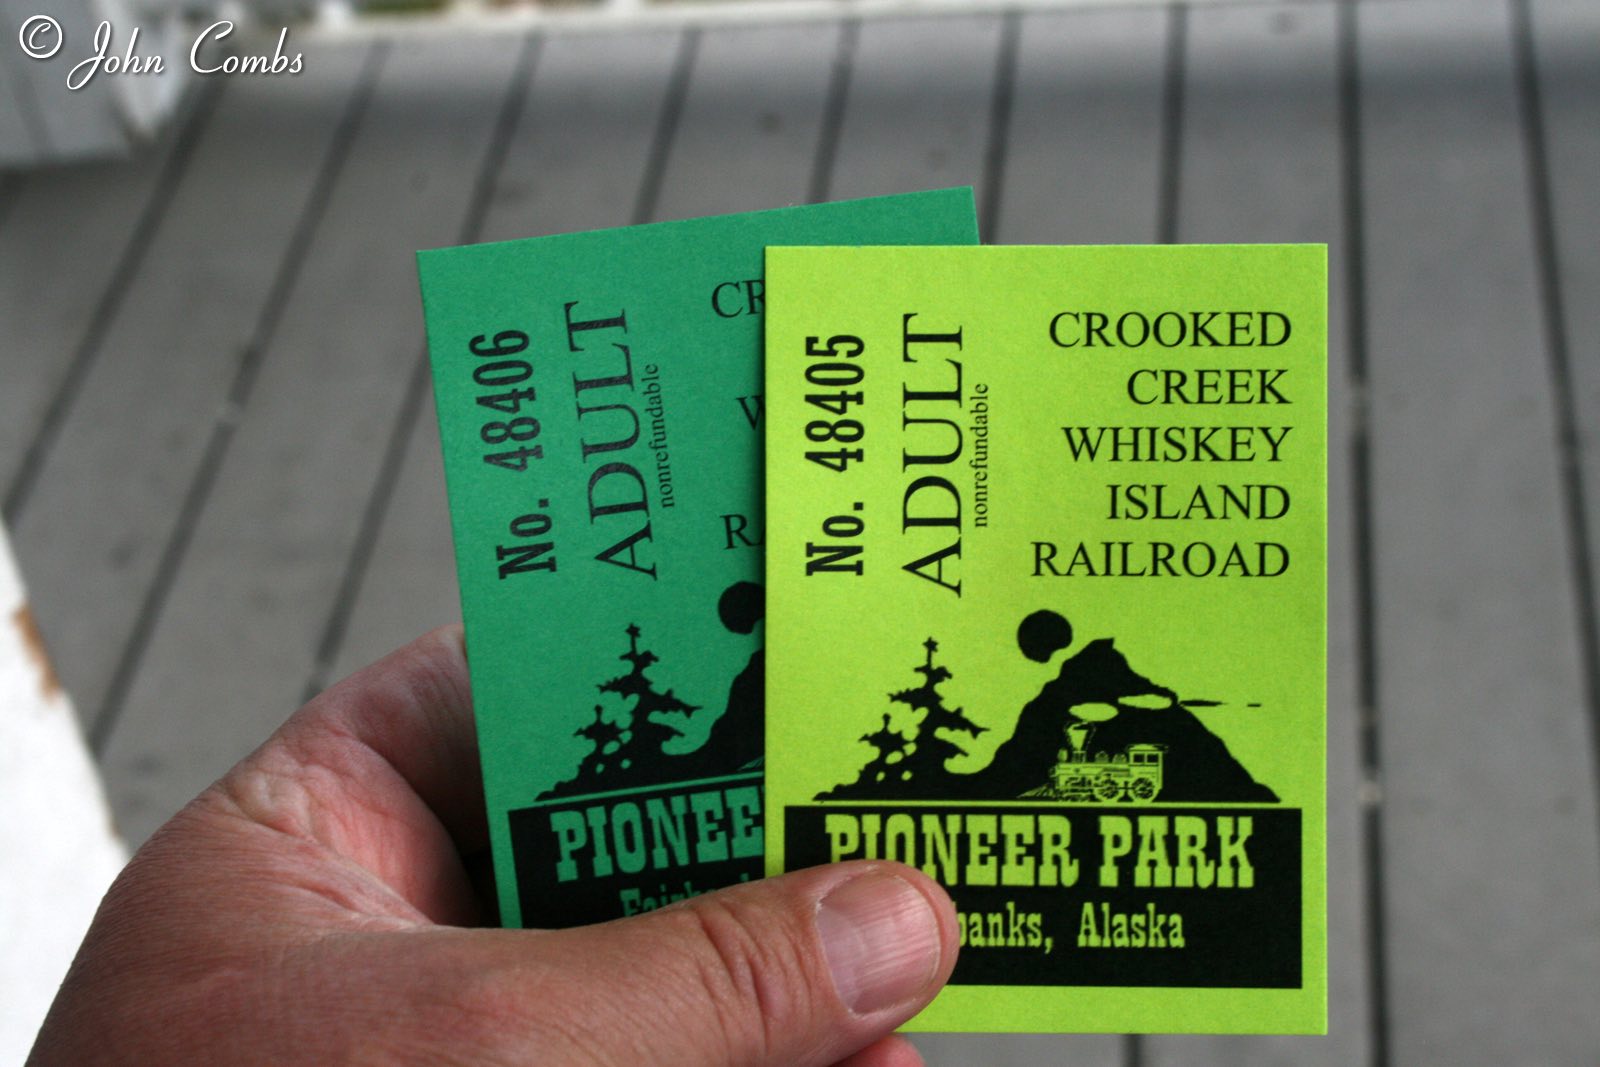 © John Combs
No. 48406
ADULT
nonrefundable
PIONEE
No. 48405
ADULT
nonrefundable
CROOKED
CREEK
WHISKEY
ISLAND
RAILROAD
PIONEER PARK
banks, Alaska